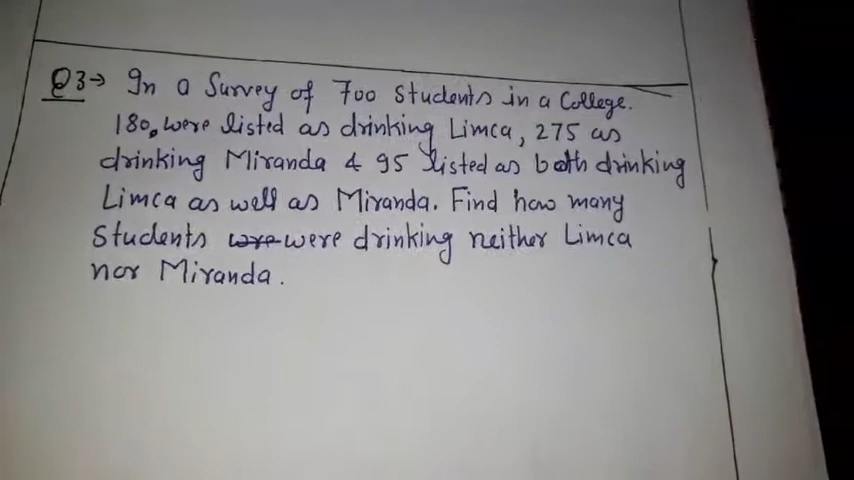 Q3→ In a Survey of 700 students in a College.
180, were listed as drinking Limca, 275 as
drinking Miranda & 95 listed as both drinking
Limca as well as Miranda. Find how many
Students were drinking neither Limca
nor Miranda.